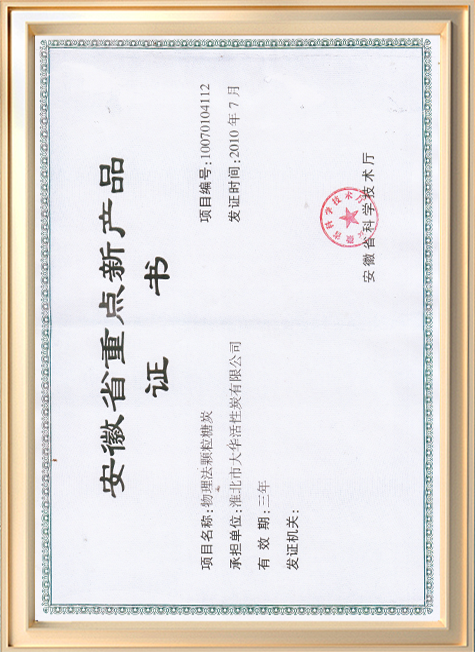 安徽省重点新产品
证书
项目名称:物理法颗粒糖炭
项目编号:10070104112
承担单位:淮北市大华活性炭有限公司
发证时间:2010 年 7 月
有 效 期:三年
发证机关:
安徽省科学技术厅